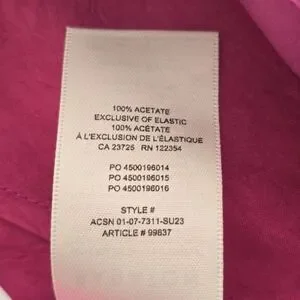 100% ACETATE
EXCLUSIVE OF ELASTIC
100% ACÉTATE
À L'EXCLUSION DE L'ÉLASTIQUE
CA 23725 RN 122354
PO 4500196014
PO 4500196015
PO 4500196016
STYLE #
ACSN 01-07-7311-SU23
ARTICLE # 99837